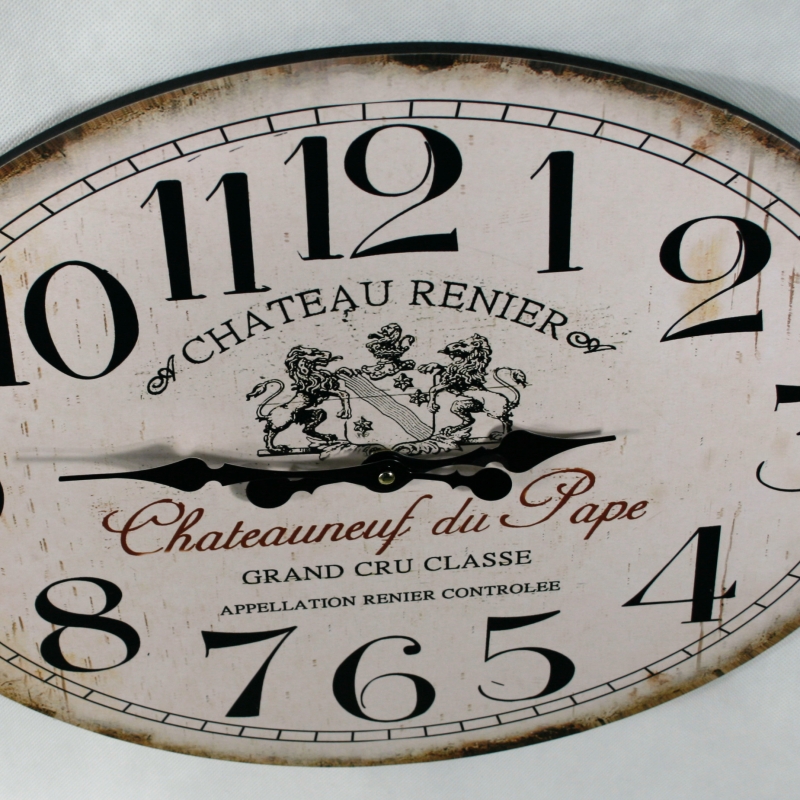 12
11
1
10
2
CHATEAU RENIER
3
Chateauneuf du Pape
GRAND CRU CLASSE
APPELLATION RENIER CONTROLEE
4
8
7
5
6